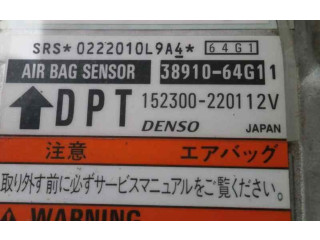 SRS*0222010L9A4* 64G1
AIR BAG SENSOR 38910-64G11
DPT 152300-2201 12V
DENSO JAPAN
注意 エアバッグ
取り外す前に必ずサービスマニュアルをご覧ください。
WARNING